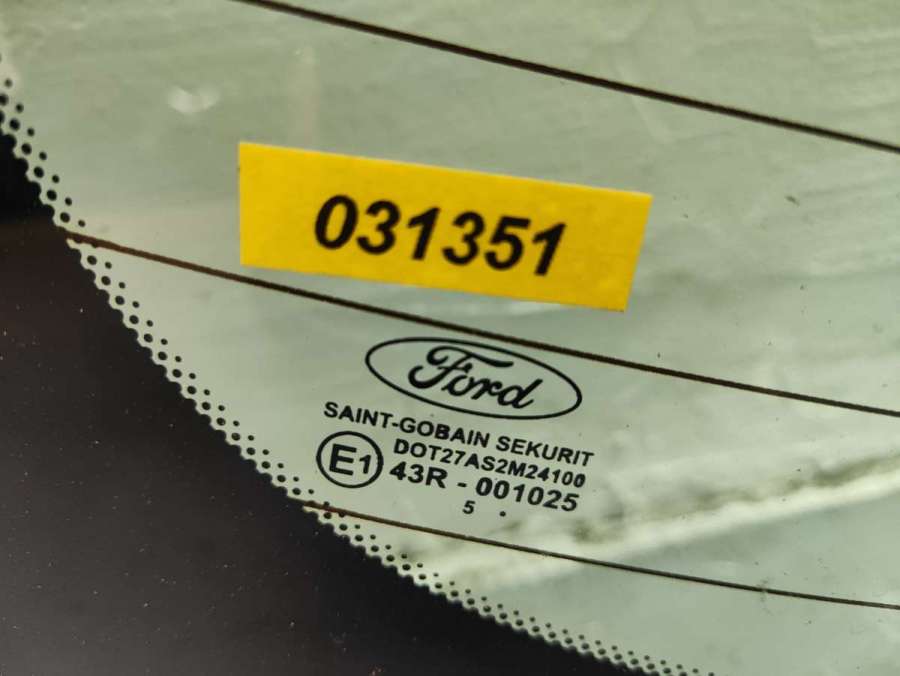 031351
Ford
SAINT-GOBAIN SEKURIT
DOT27AS2M24100
E1 43R - 001025
5 .